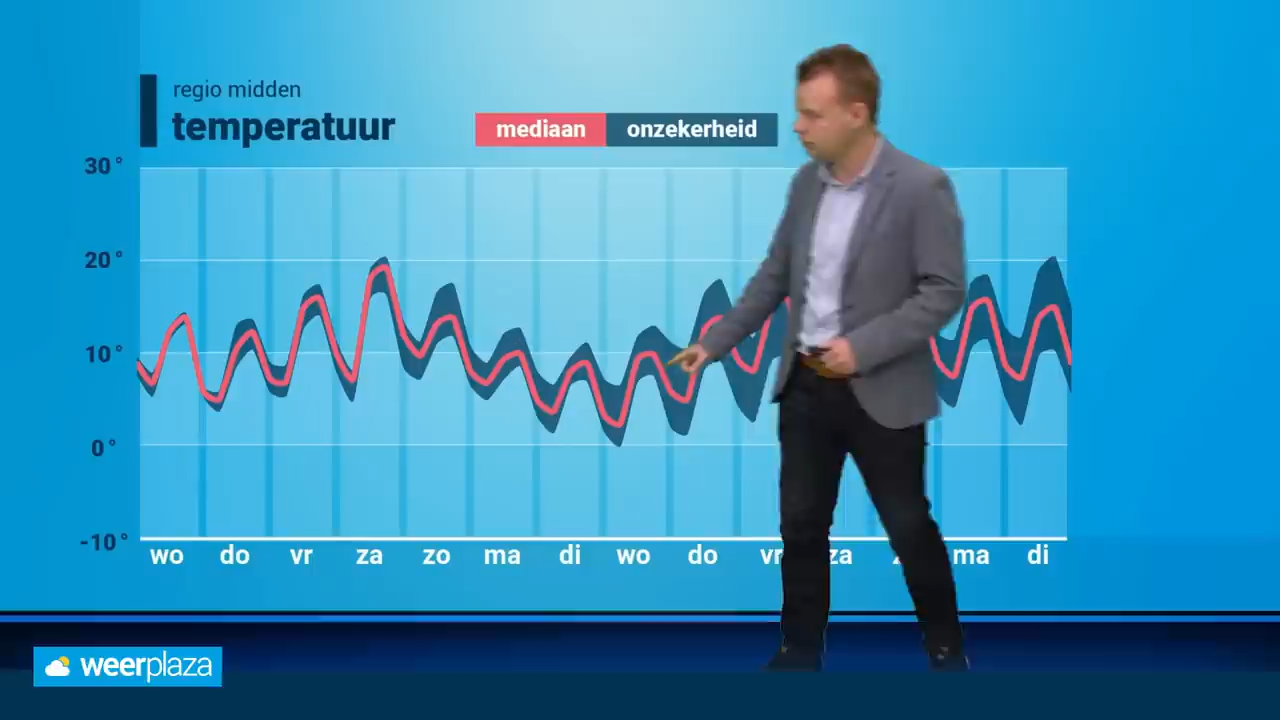 regio midden
temperatuur
mediaan onzekerheid
30°
20°
10°
0°
-10°
wo do vr za zo ma di wo do vr za ma di
weerplaza